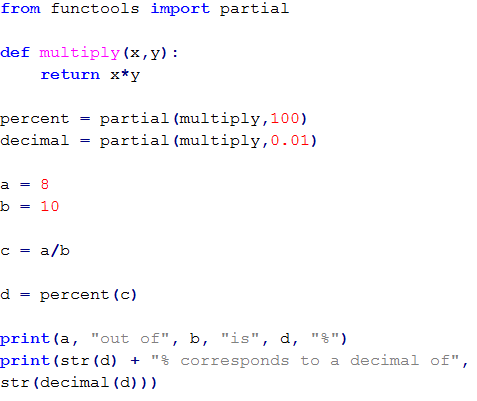 from functools import partial
def multiply(x,y):
    return x*y
percent = partial(multiply,100)
decimal = partial(multiply,0.01)
a = 8
b = 10
c = a/b
d = percent(c)
print(a, "out of", b, "is", d, "%")
print(str(d) + "% corresponds to a decimal of",
str(decimal(d)))